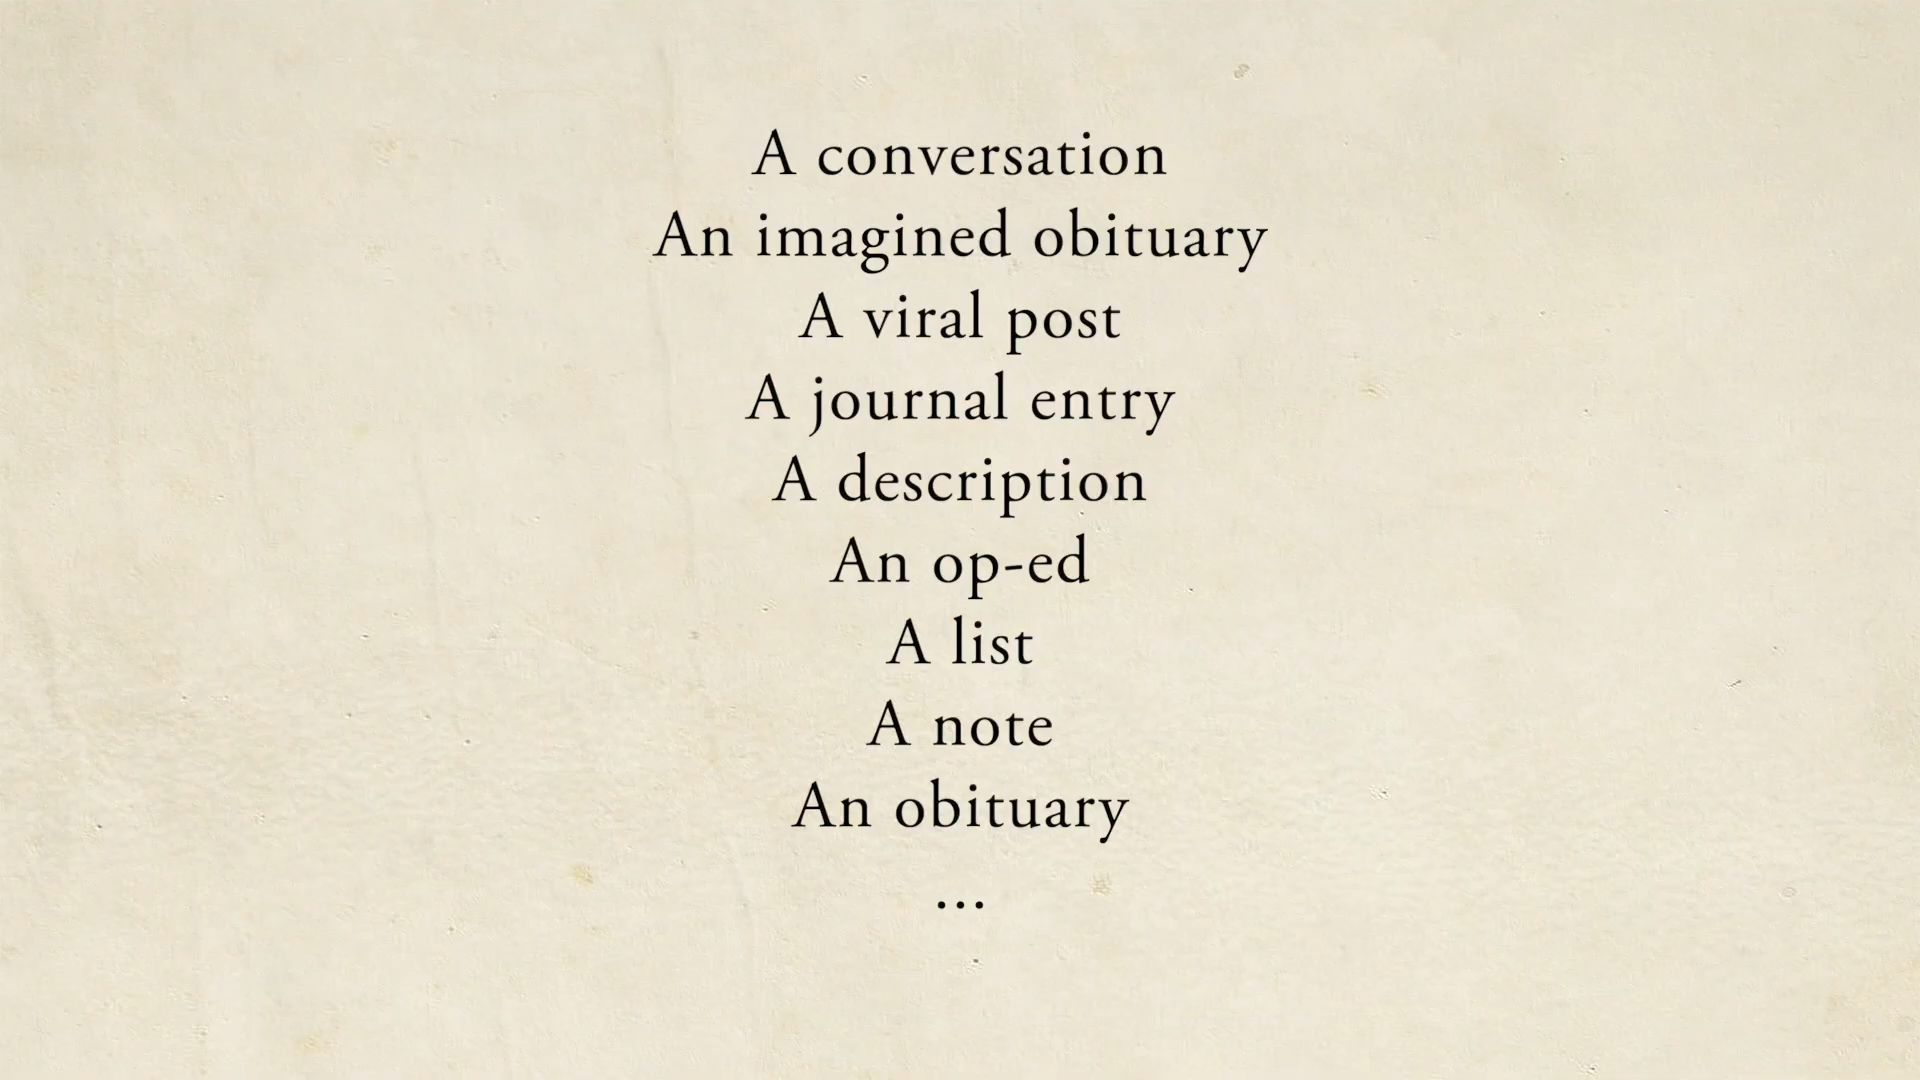 A conversation
An imagined obituary
A viral post
A journal entry
A description
An op-ed
A list
A note
An obituary
...